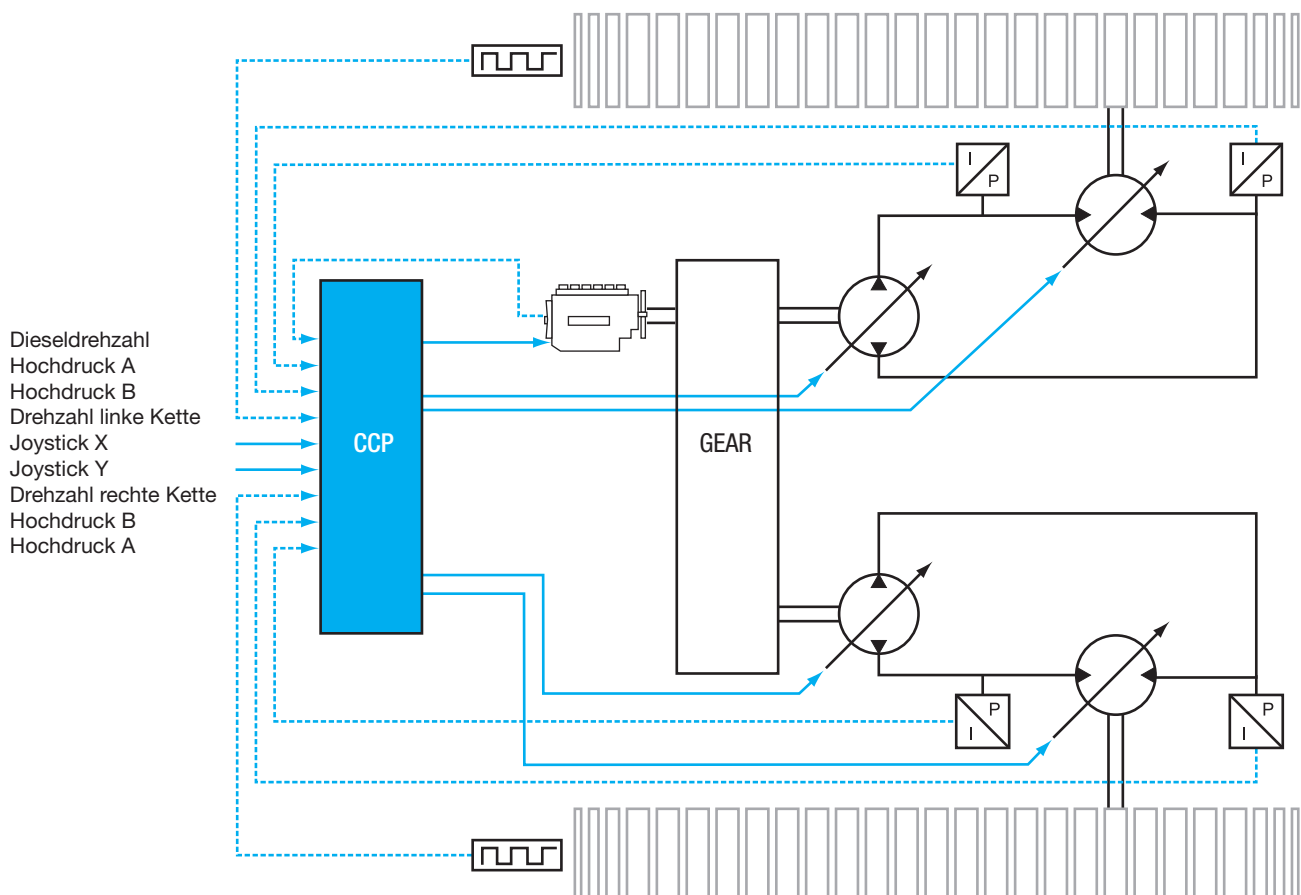 I
P
I
P
Dieseldrehzahl
Hochdruck A
Hochdruck B
Drehzahl linke Kette
Joystick X
Joystick Y
Drehzahl rechte Kette
Hochdruck B
Hochdruck A
CCP
GEAR
P
I
P
I